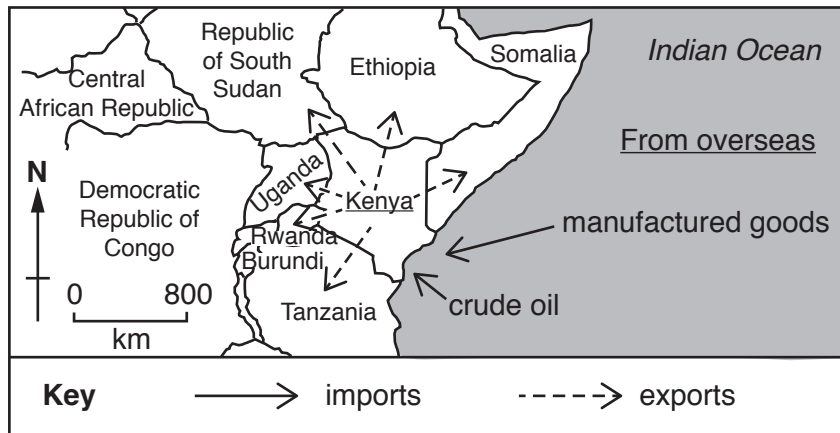 Republic
of South
Sudan
Ethiopia
Somalia
Indian Ocean
Central
African Republic
From overseas
N
Democratic
Republic of
Congo
Uganda
Kenya
Rwanda
Burundi
Tanzania
manufactured goods
crude oil
0 800
km
Key
imports
exports